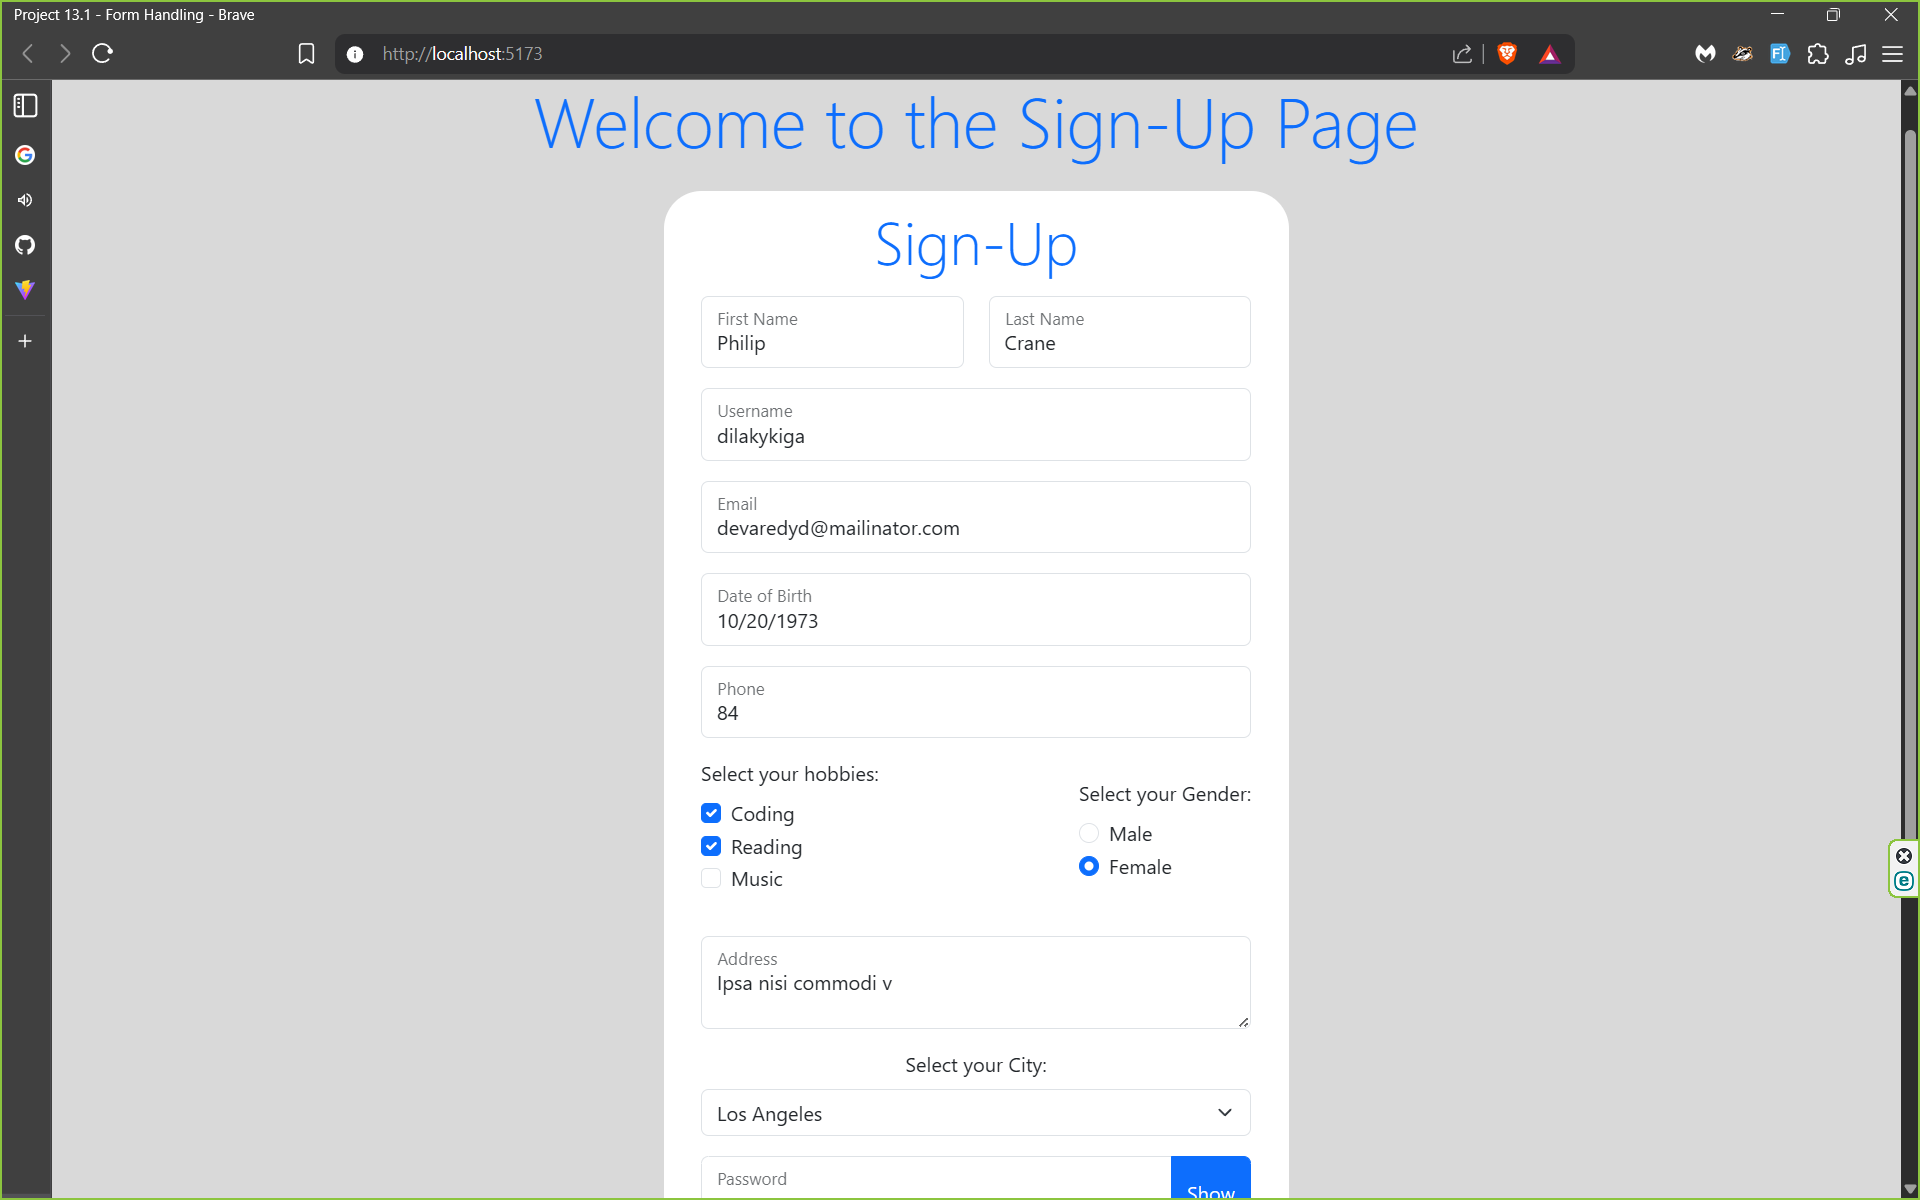 Project 13.1 - Form Handling - Brave
http://localhost:5173
Welcome to the Sign-Up Page
Sign-Up
First Name
Philip
Last Name
Crane
Username
dilakykiga
Email
devaredyd@mailinator.com
Date of Birth
10/20/1973
Phone
84
Select your hobbies:
Coding
Reading
Music
Select your Gender:
Male
Female
Address
Ipsa nisi commodi v
Select your City:
Los Angeles
Password
Show